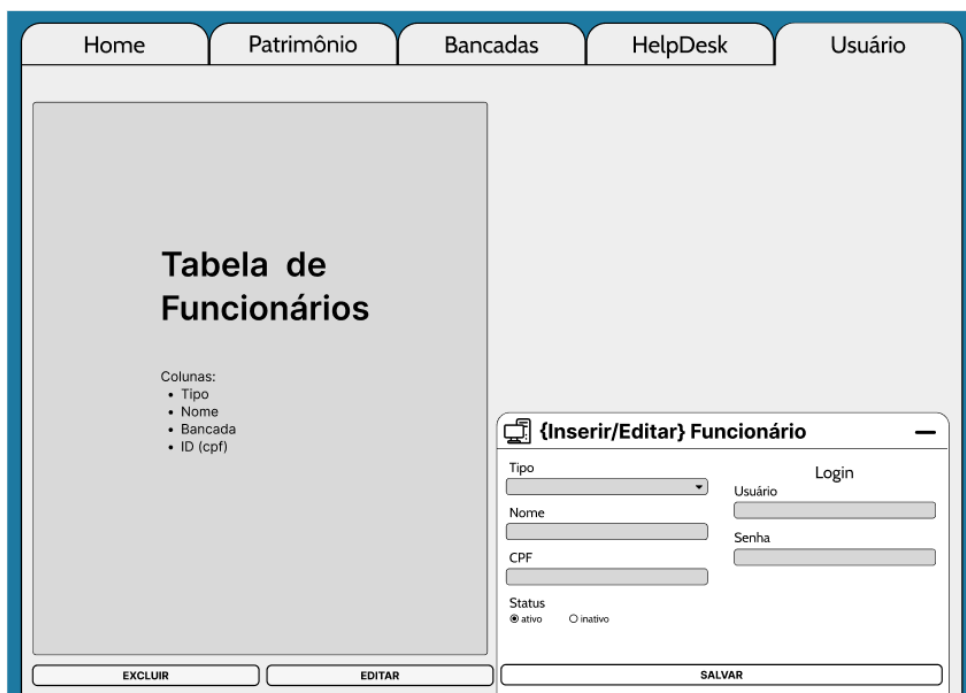 Home
Patrimônio
Bancadas
HelpDesk
Usuário
Tabela de
Funcionários
Colunas:
• Tipo
• Nome
• Bancada
• ID (cpf)
EXCLUIR
EDITAR
{Inserir/Editar} Funcionário
Tipo
Nome
CPF
Status
ativo
inativo
Login
Usuário
Senha
SALVAR